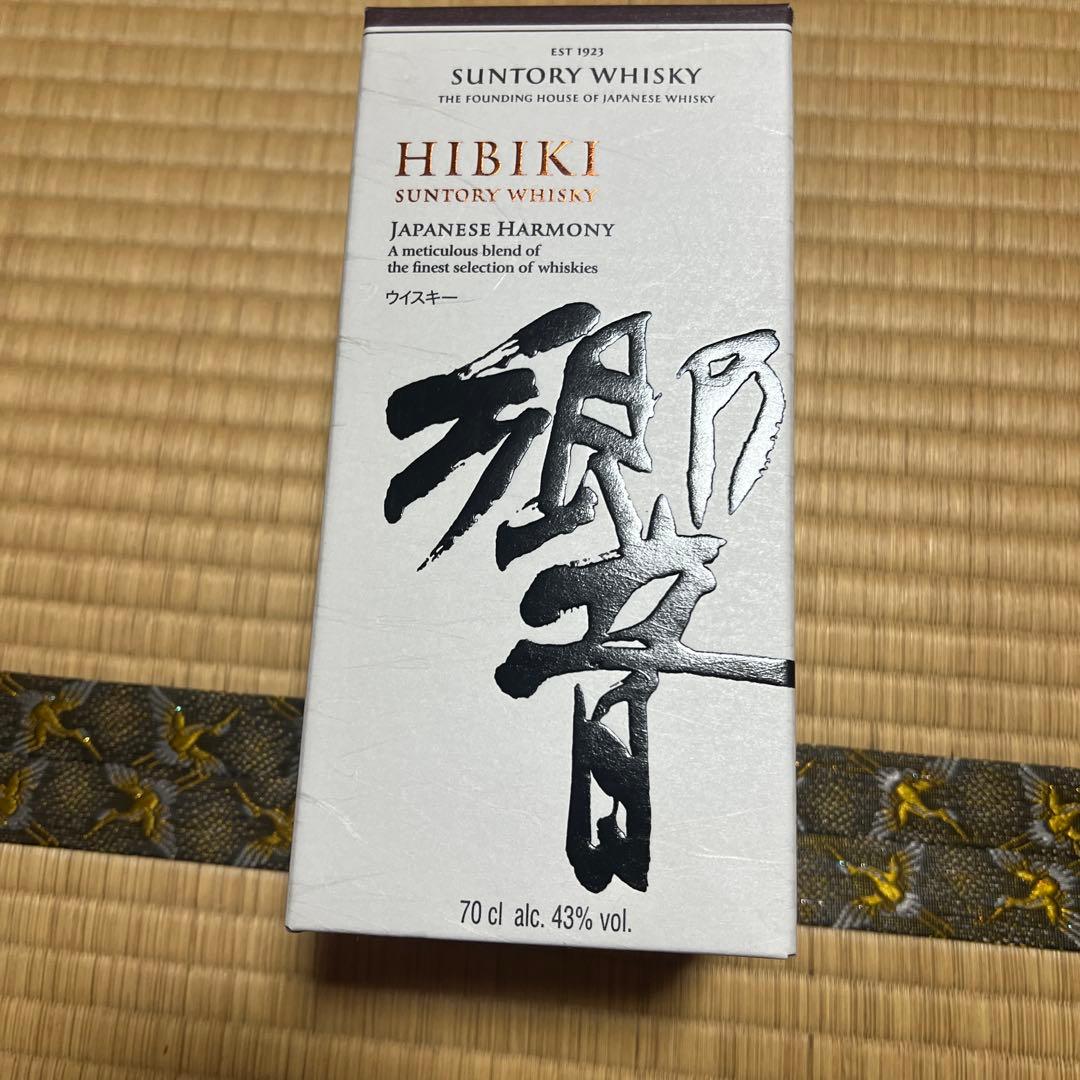 EST 1923
SUNTORY WHISKY
THE FOUNDING HOUSE OF JAPANESE WHISKY
HIBIKI
SUNTORY WHISKY
JAPANESE HARMONY
A meticulous blend of
the finest selection of whiskies
ウイスキー
響
70 cl alc. 43% vol.